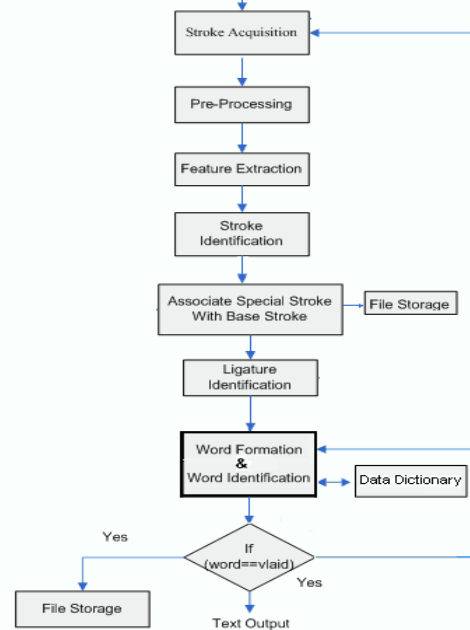 Stroke Acquisition
Pre-Processing
Feature Extraction
Stroke
Identification
Associate Special Stroke
With Base Stroke
File Storage
Ligature
Identification
Word Formation
&
Word Identification
Data Dictionary
Yes
If
(word==vlaid)
Yes
File Storage
Text Output